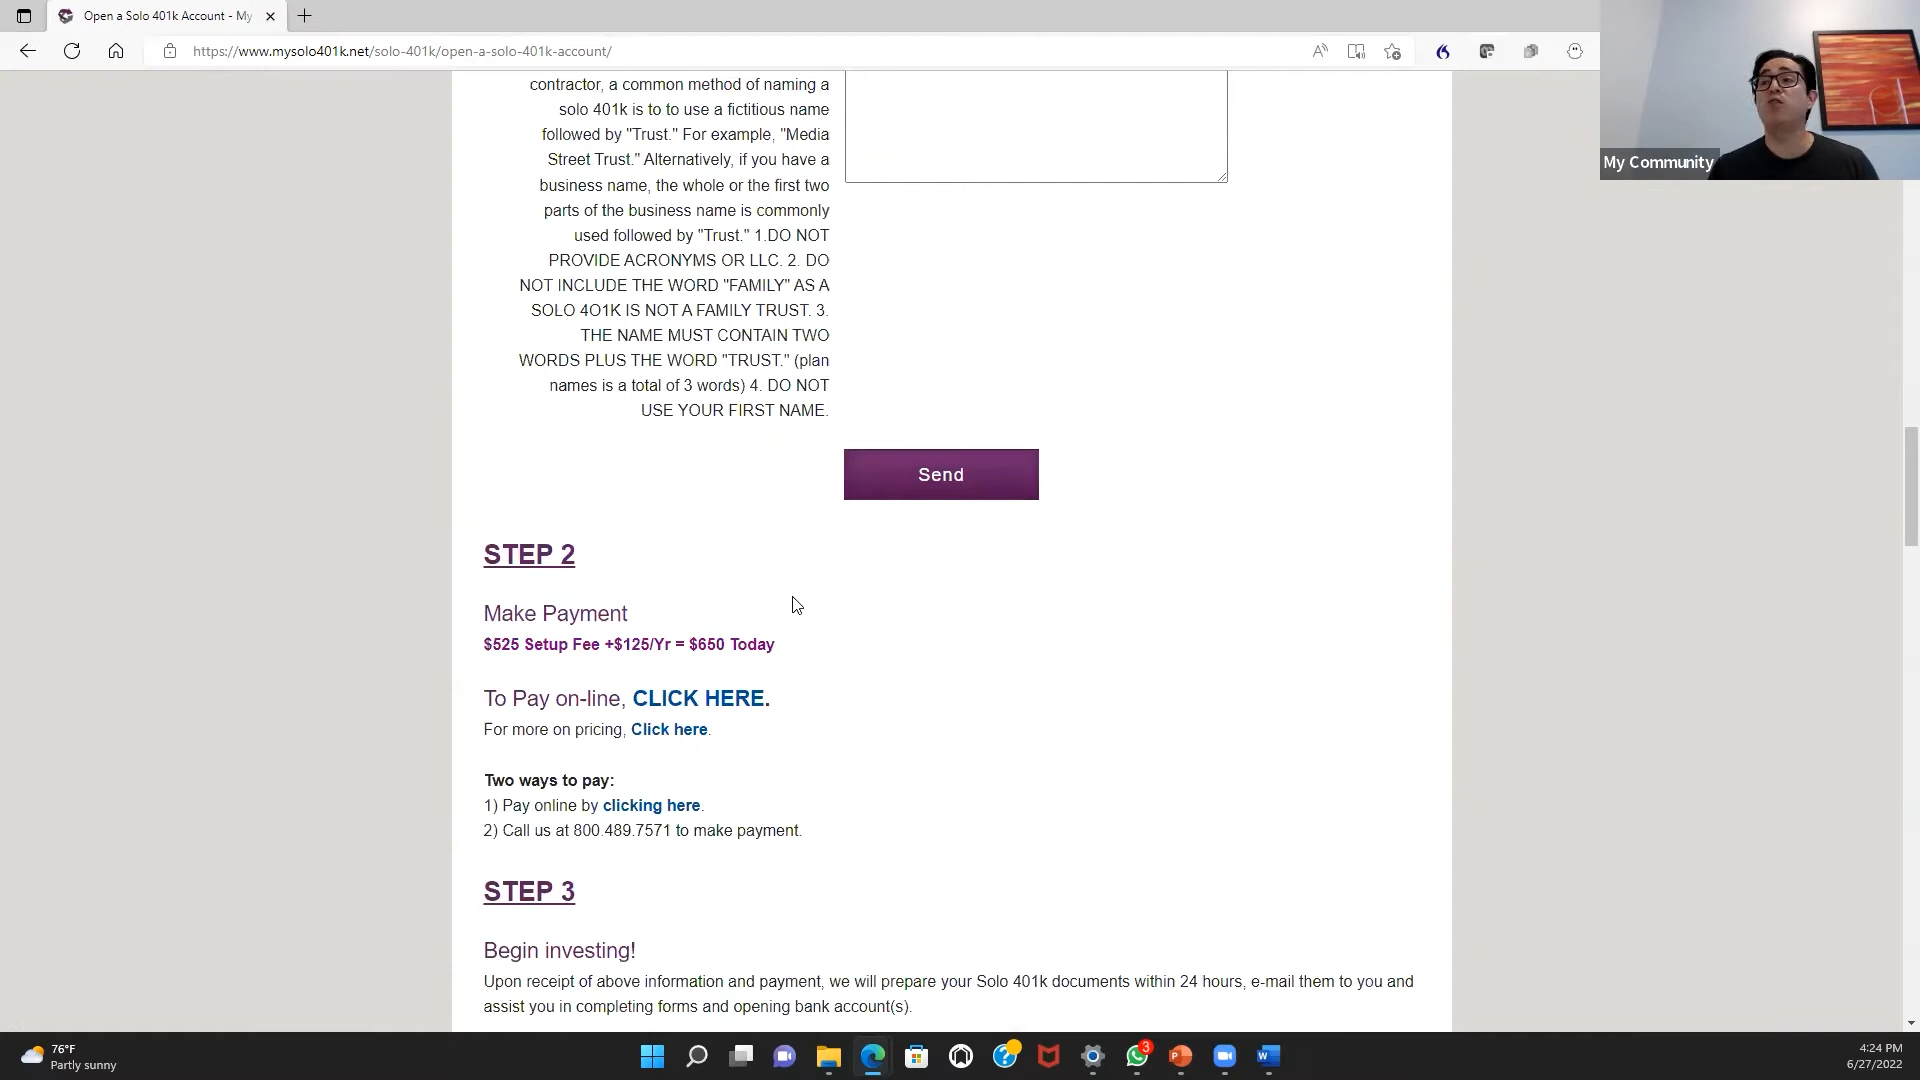 Open a Solo 401k Account - My
https://www.mysolo401k.net/solo-401k/open-a-solo-401k-account/
My Community
contractor, a common method of naming a
solo 401k is to to use a fictitious name
followed by "Trust." For example, "Media
Street Trust." Alternatively, if you have a
business name, the whole or the first two
parts of the business name is commonly
used followed by "Trust." 1.DO NOT
PROVIDE ACRONYMS OR LLC. 2. DO
NOT INCLUDE THE WORD "FAMILY" AS A
SOLO 4O1K IS NOT A FAMILY TRUST. 3.
THE NAME MUST CONTAIN TWO
WORDS PLUS THE WORD "TRUST." (plan
names is a total of 3 words) 4. DO NOT
USE YOUR FIRST NAME.
Send
STEP 2
Make Payment
$525 Setup Fee +$125/Yr = $650 Today
To Pay on-line, CLICK HERE.
For more on pricing, Click here.
Two ways to pay:
1) Pay online by clicking here.
2) Call us at 800.489.7571 to make payment.
STEP 3
Begin investing!
Upon receipt of above information and payment, we will prepare your Solo 401k documents within 24 hours, e-mail them to you and
assist you in completing forms and opening bank account(s).
76°F
Partly sunny
3
4:24 PM
6/27/2022